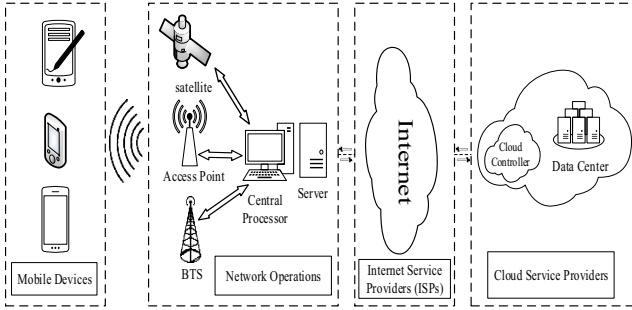 satellite
Access Point
Central
Processor
Server
BTS
Internet
Cloud
Controller
Data Center
Mobile Devices
Network Operations
Internet Service
Providers (ISPs)
Cloud Service Providers